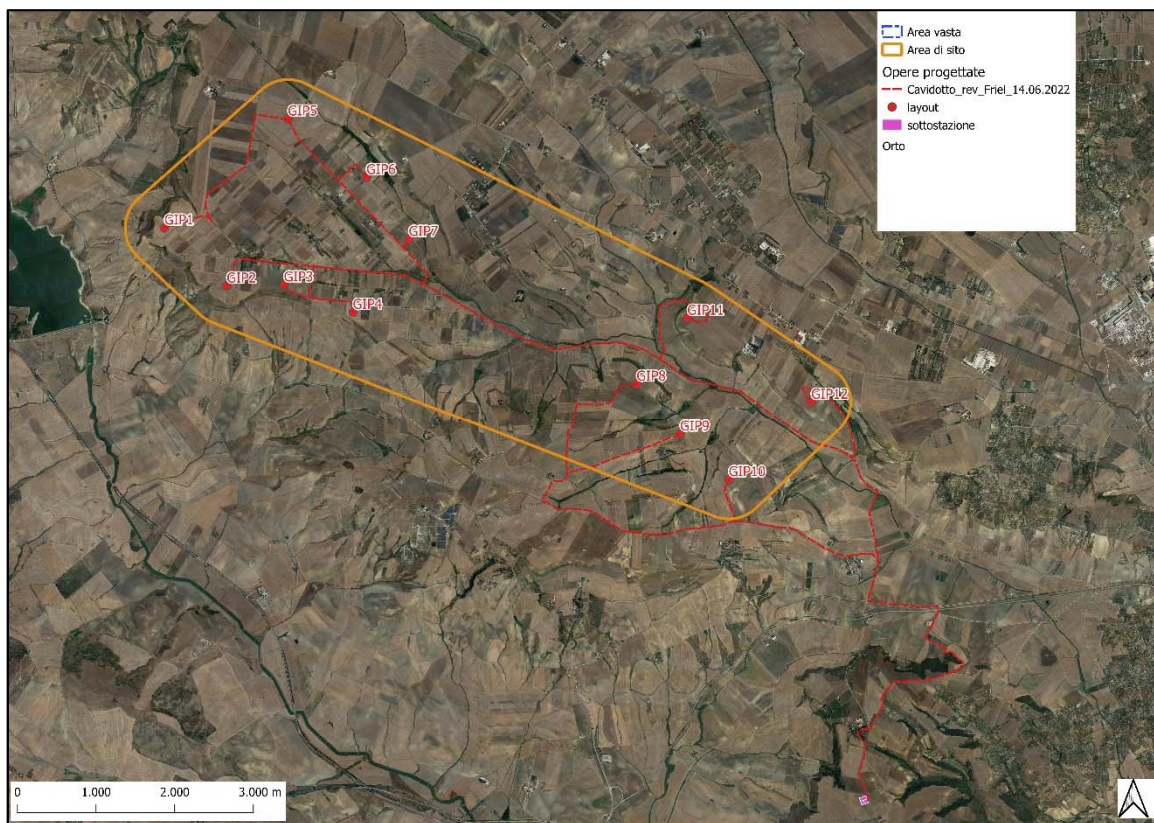 Area vasta
Area di sito
Opere progettate
Cavidotto_rev_Friel_14.06.2022
layout
sottostazione
Orto
GIP5
GIP6
GIP1
GIP7
GIP2
GIP3
GIP4
GIP11
GIP8
GIP12
GIP9
GIP10
0 1.000 2.000 3.000 m